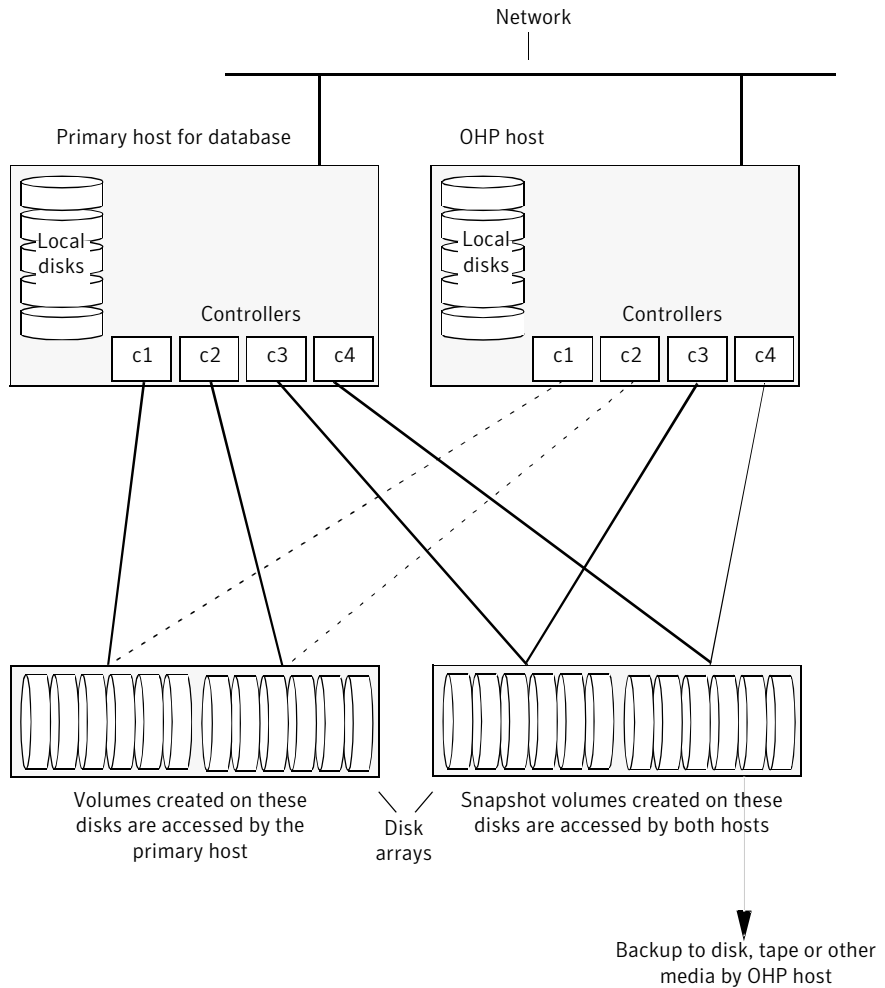 Network
Primary host for database
OHP host
Local
disks
Local
disks
Controllers
Controllers
c1 c2 c3 c4
c1 c2 c3 c4
Volumes created on these
disks are accessed by the
primary host
Disk
arrays
Snapshot volumes created on these
disks are accessed by both hosts
Backup to disk, tape or other
media by OHP host